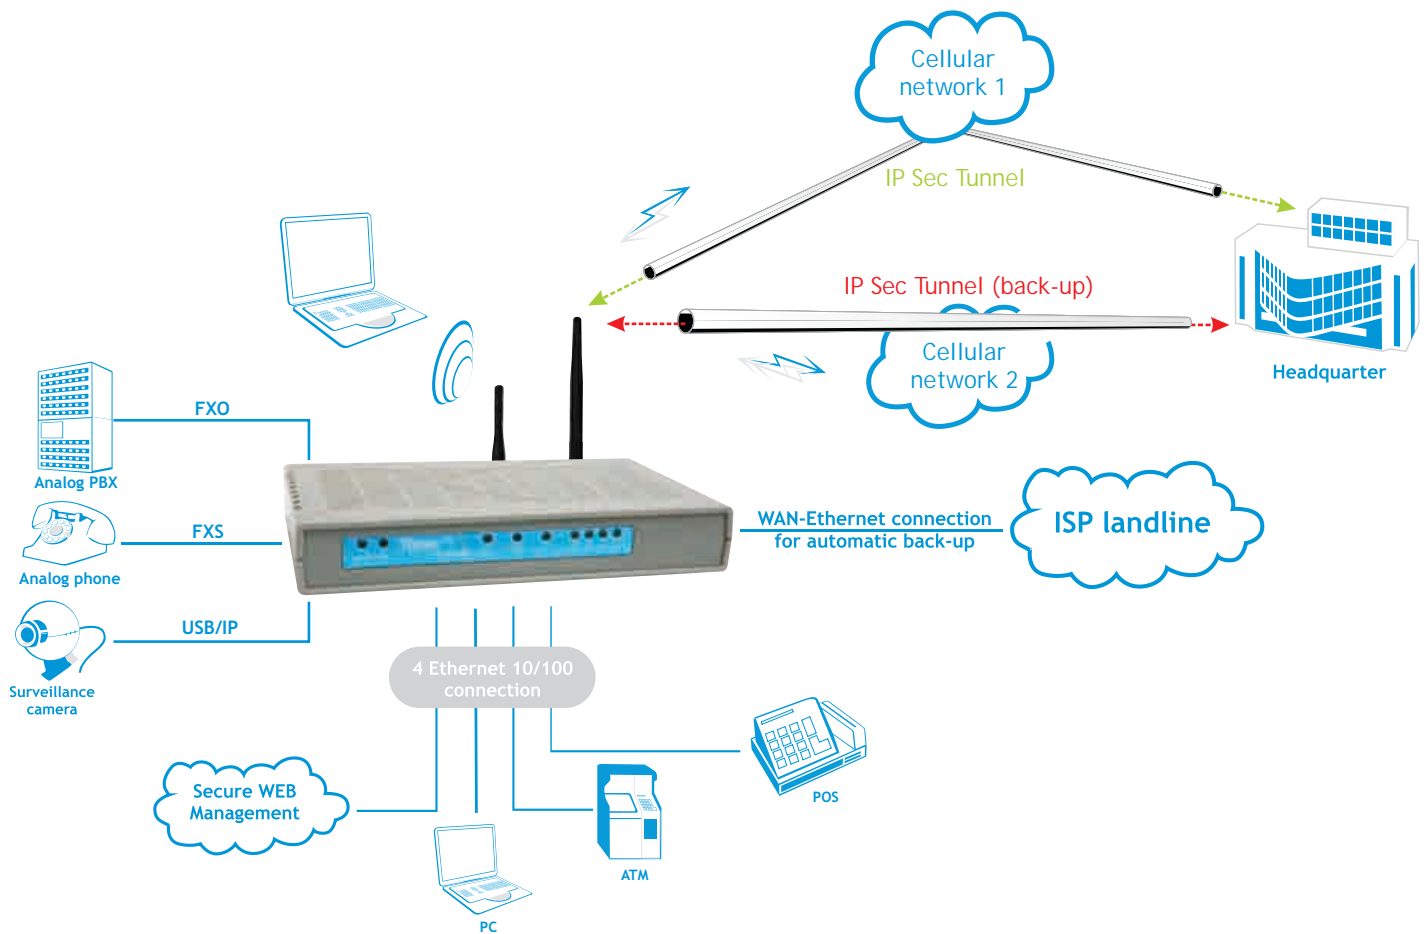 Cellular
network 1
IP Sec Tunnel
IP Sec Tunnel (back-up)
Cellular
network 2
Headquarter
FXO
Analog PBX
FXS
Analog phone
USB/IP
Surveillance
camera
WAN-Ethernet connection
for automatic back-up
ISP landline
4 Ethernet 10/100
connection
Secure WEB
Management
PC
ATM
POS